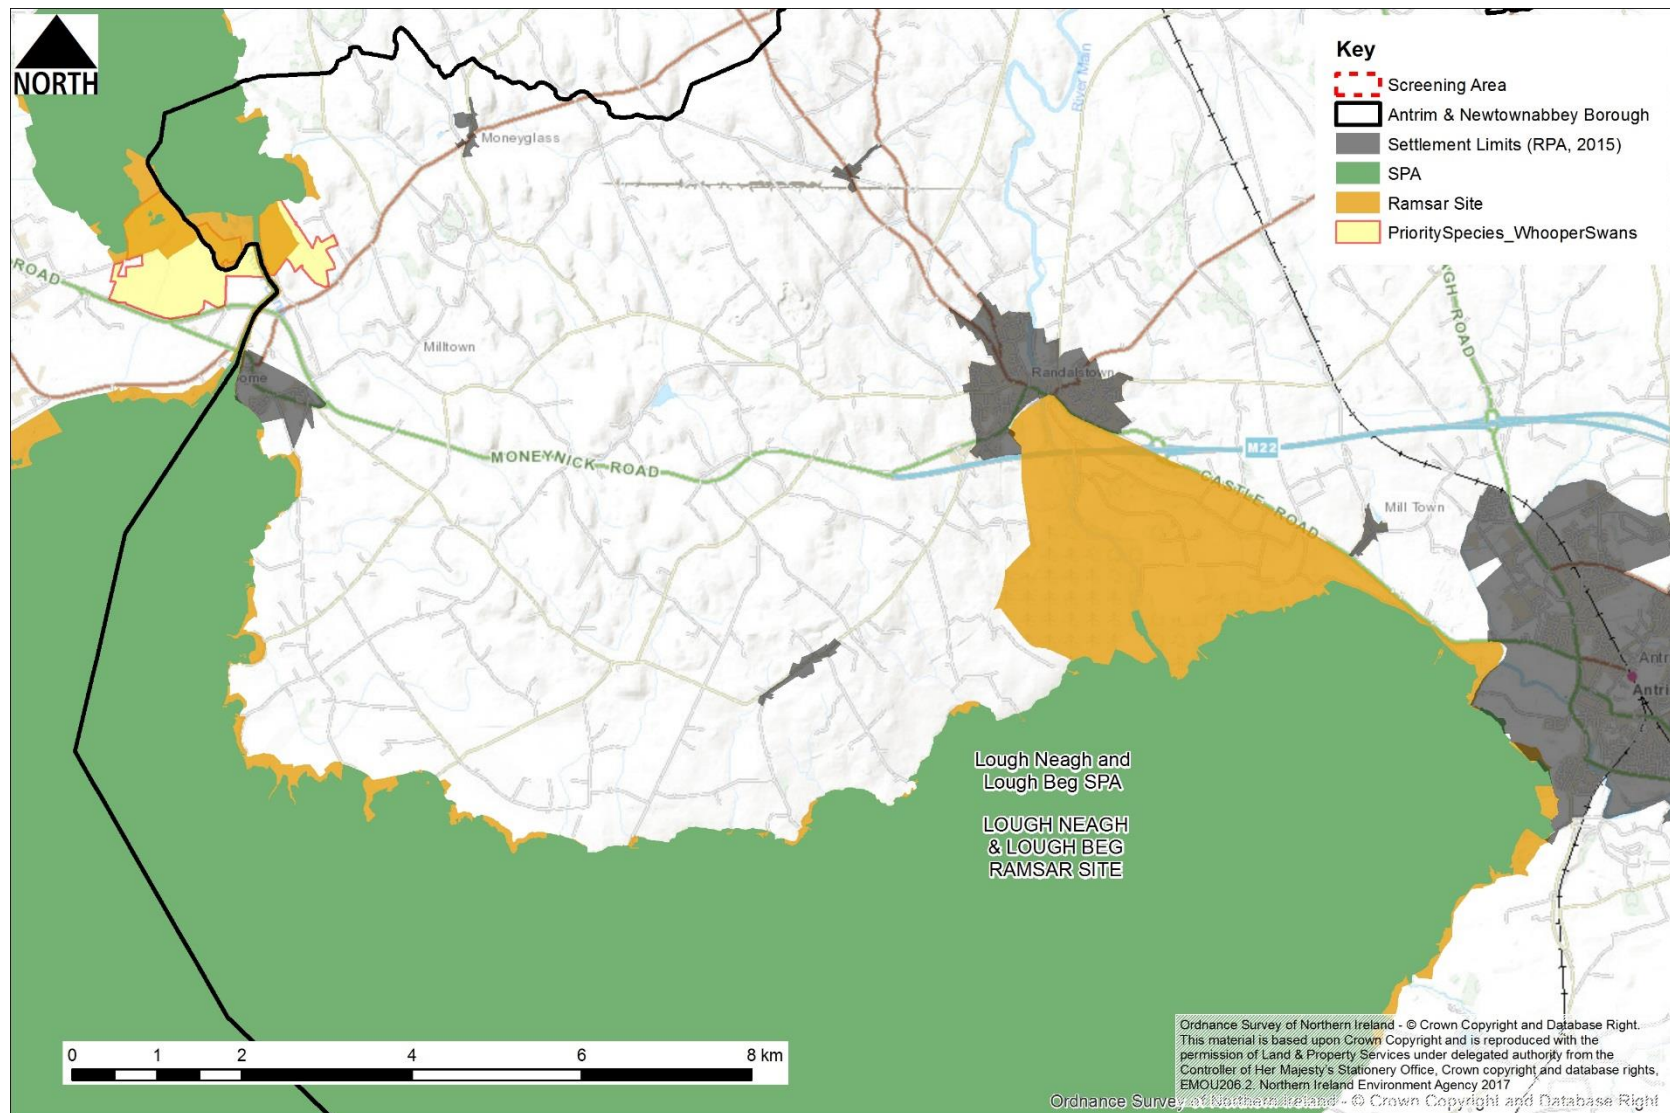 NORTH
Key
Screening Area
Antrim & Newtownabbey Borough
Settlement Limits (RPA, 2015)
SPA
Ramsar Site
PrioritySpecies_WhooperSwans
River Man
Moneyglass
ROAD
Milltown
ome
Randalstown
GH ROAD
MONEYNICK ROAD
M22
CASTLE ROAD
Mill Town
Antr
Antri
Lough Neagh and
Lough Beg SPA
LOUGH NEAGH
& LOUGH BEG
RAMSAR SITE
0 1 2 4 6 8 km
Ordnance Survey of Northern Ireland - © Crown Copyright and Database Right.
This material is based upon Crown Copyright and is reproduced with the
permission of Land & Property Services under delegated authority from the
Controller of Her Majesty's Stationery Office, Crown copyright and database rights,
EMOU206.2. Northern Ireland Environment Agency 2017
Ordnance Survey of Northern Ireland - © Crown Copyright and Database Right